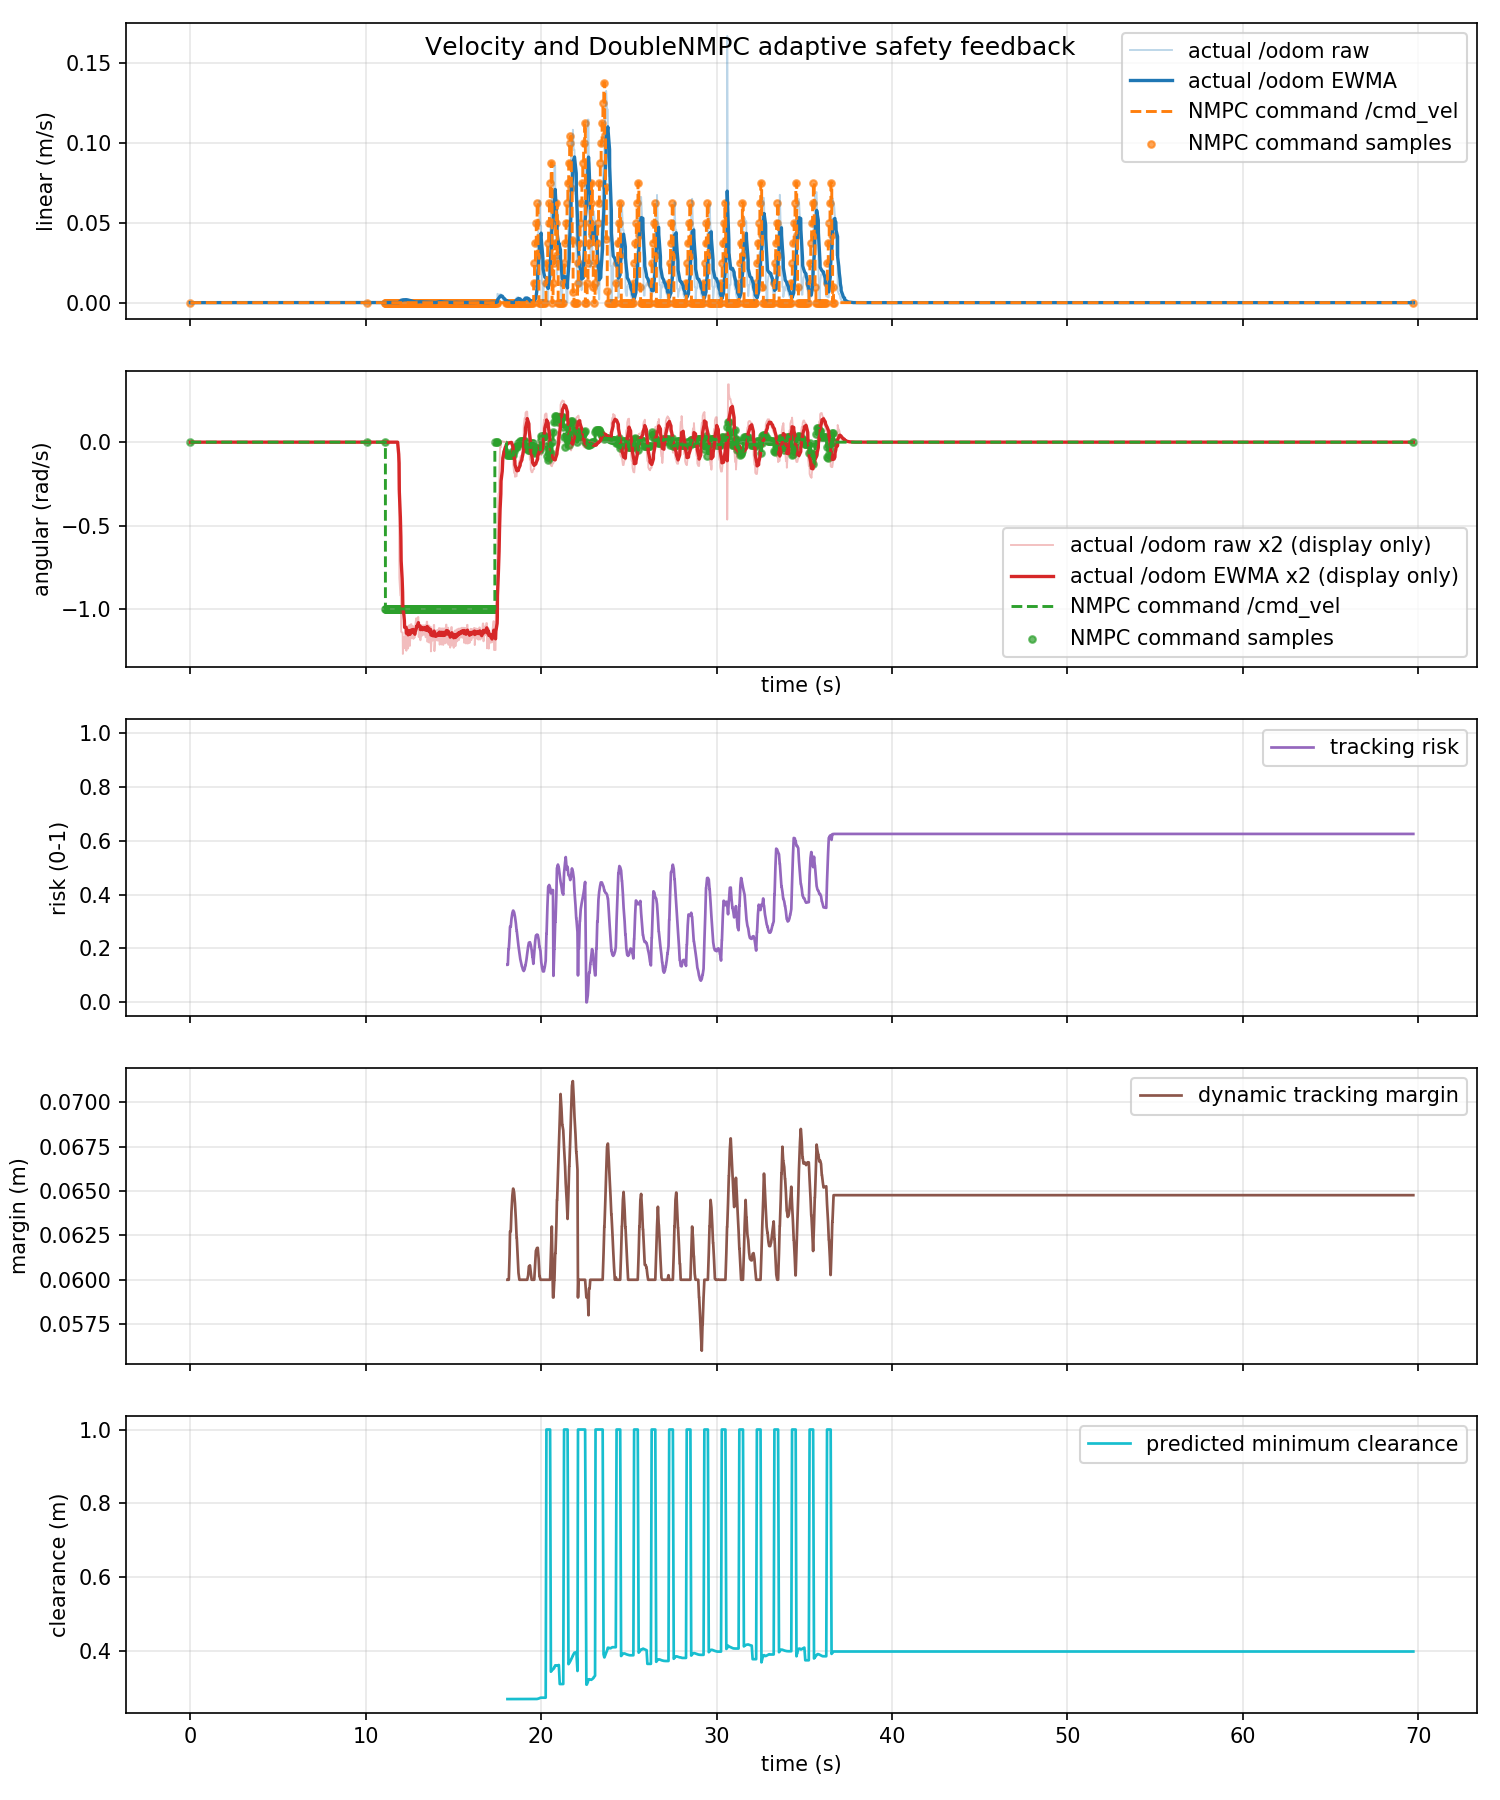 Velocity and DoubleNMPC adaptive safety feedback
actual /odom raw
actual /odom EWMA
NMPC command /cmd_vel
NMPC command samples
linear (m/s)
0.15
0.10
0.05
0.00
angular (rad/s)
0.0
−0.5
−1.0
actual /odom raw x2 (display only)
actual /odom EWMA x2 (display only)
NMPC command /cmd_vel
NMPC command samples
time (s)
risk (0-1)
1.0
0.8
0.6
0.4
0.2
0.0
tracking risk
margin (m)
0.0700
0.0675
0.0650
0.0625
0.0600
0.0575
dynamic tracking margin
clearance (m)
1.0
0.8
0.6
0.4
predicted minimum clearance
0 10 20 30 40 50 60 70
time (s)